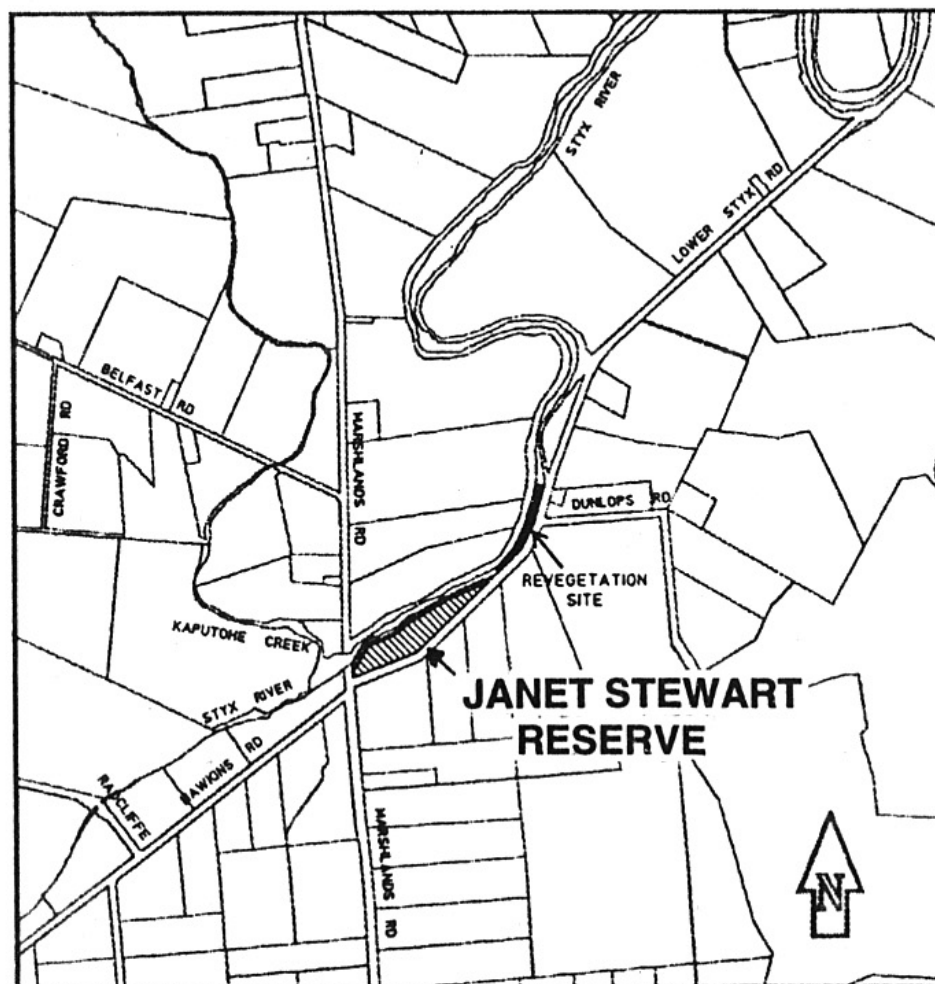 STYX RIVER
LOWER STYX RD
BELFAST RD
CRAWFORD RD
MARSHLANDS RD
DUNLOPS RD
REVEGETATION
SITE
KAPUTOHE CREEK
STYX RIVER
JANET STEWART
RESERVE
RADCLIFFE
HAWKINS RD
MARSHLANDS RD
N